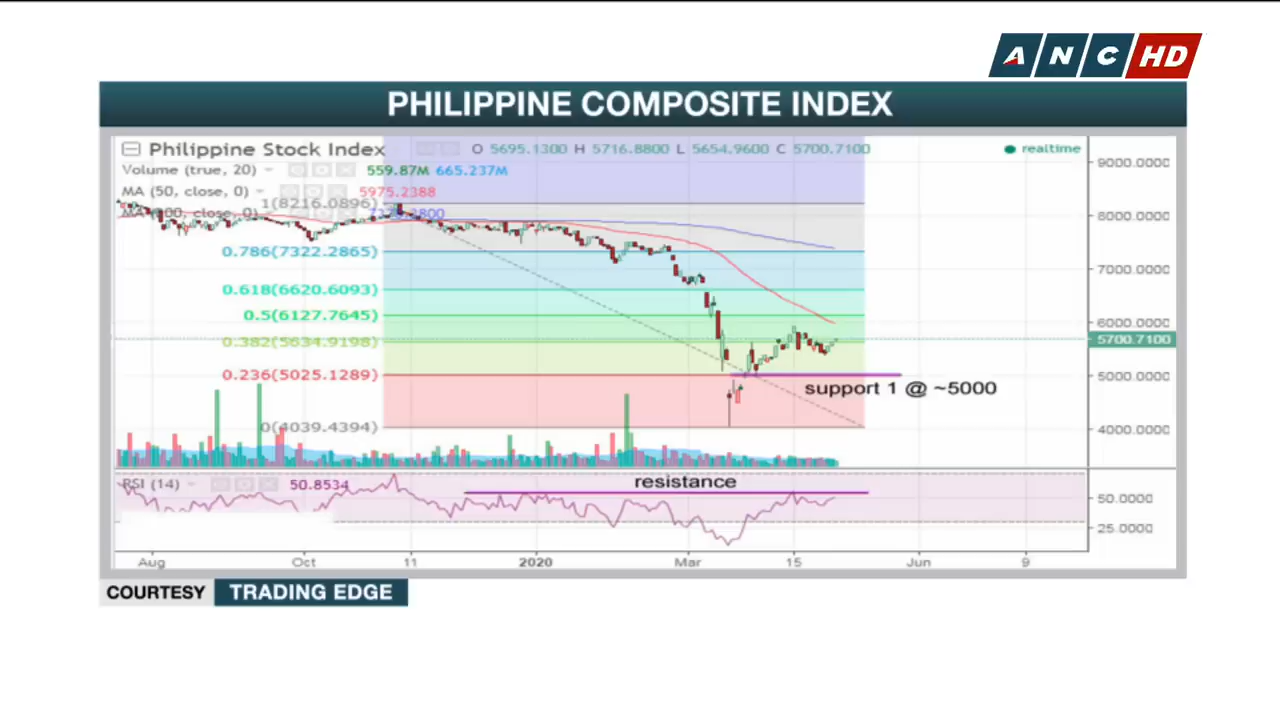 ANC HD
PHILIPPINE COMPOSITE INDEX
Philippine Stock Index O 5695.1300 H 5716.8800 L 5654.9600 C 5700.7100 realtime
Volume (true, 20) 559.87M 665.237M
MA (50, close, 0) 5975.2388
1(8216.0896)
close, 0)
0.786(7322.2865)
0.618(6620.6093)
0.5(6127.7645)
0.382(5634.9198)
0.236(5025.1289)
0(4039.4394)
support 1 @ ~5000
9000.0000
8000.0000
7000.0000
6000.0000
5700.7100
5000.0000
4000.0000
RSI (14) 50.8534
resistance
50.0000
25.0000
Aug Oct 11 2020 Mar 15 Jun 9
COURTESY TRADING EDGE